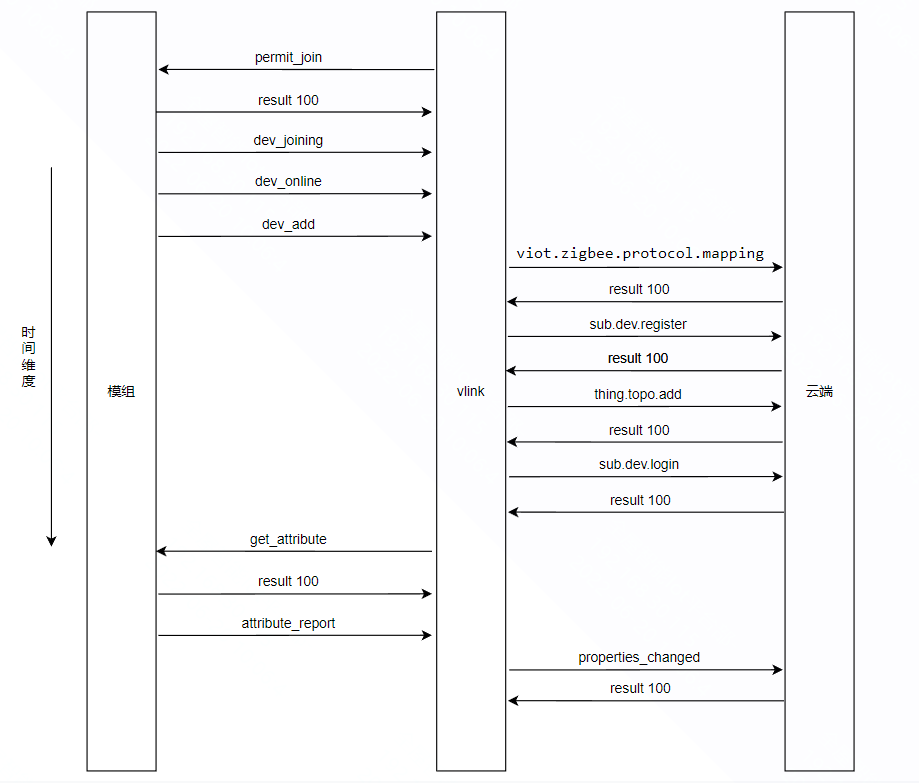 permit_join
result 100
dev_joining
dev_online
dev_add
viot.zigbee.protocol.mapping
result 100
sub.dev.register
result 100
thing.topo.add
result 100
sub.dev.login
result 100
时间维度
模组
vlink
云端
get_attribute
result 100
attribute_report
properties_changed
result 100